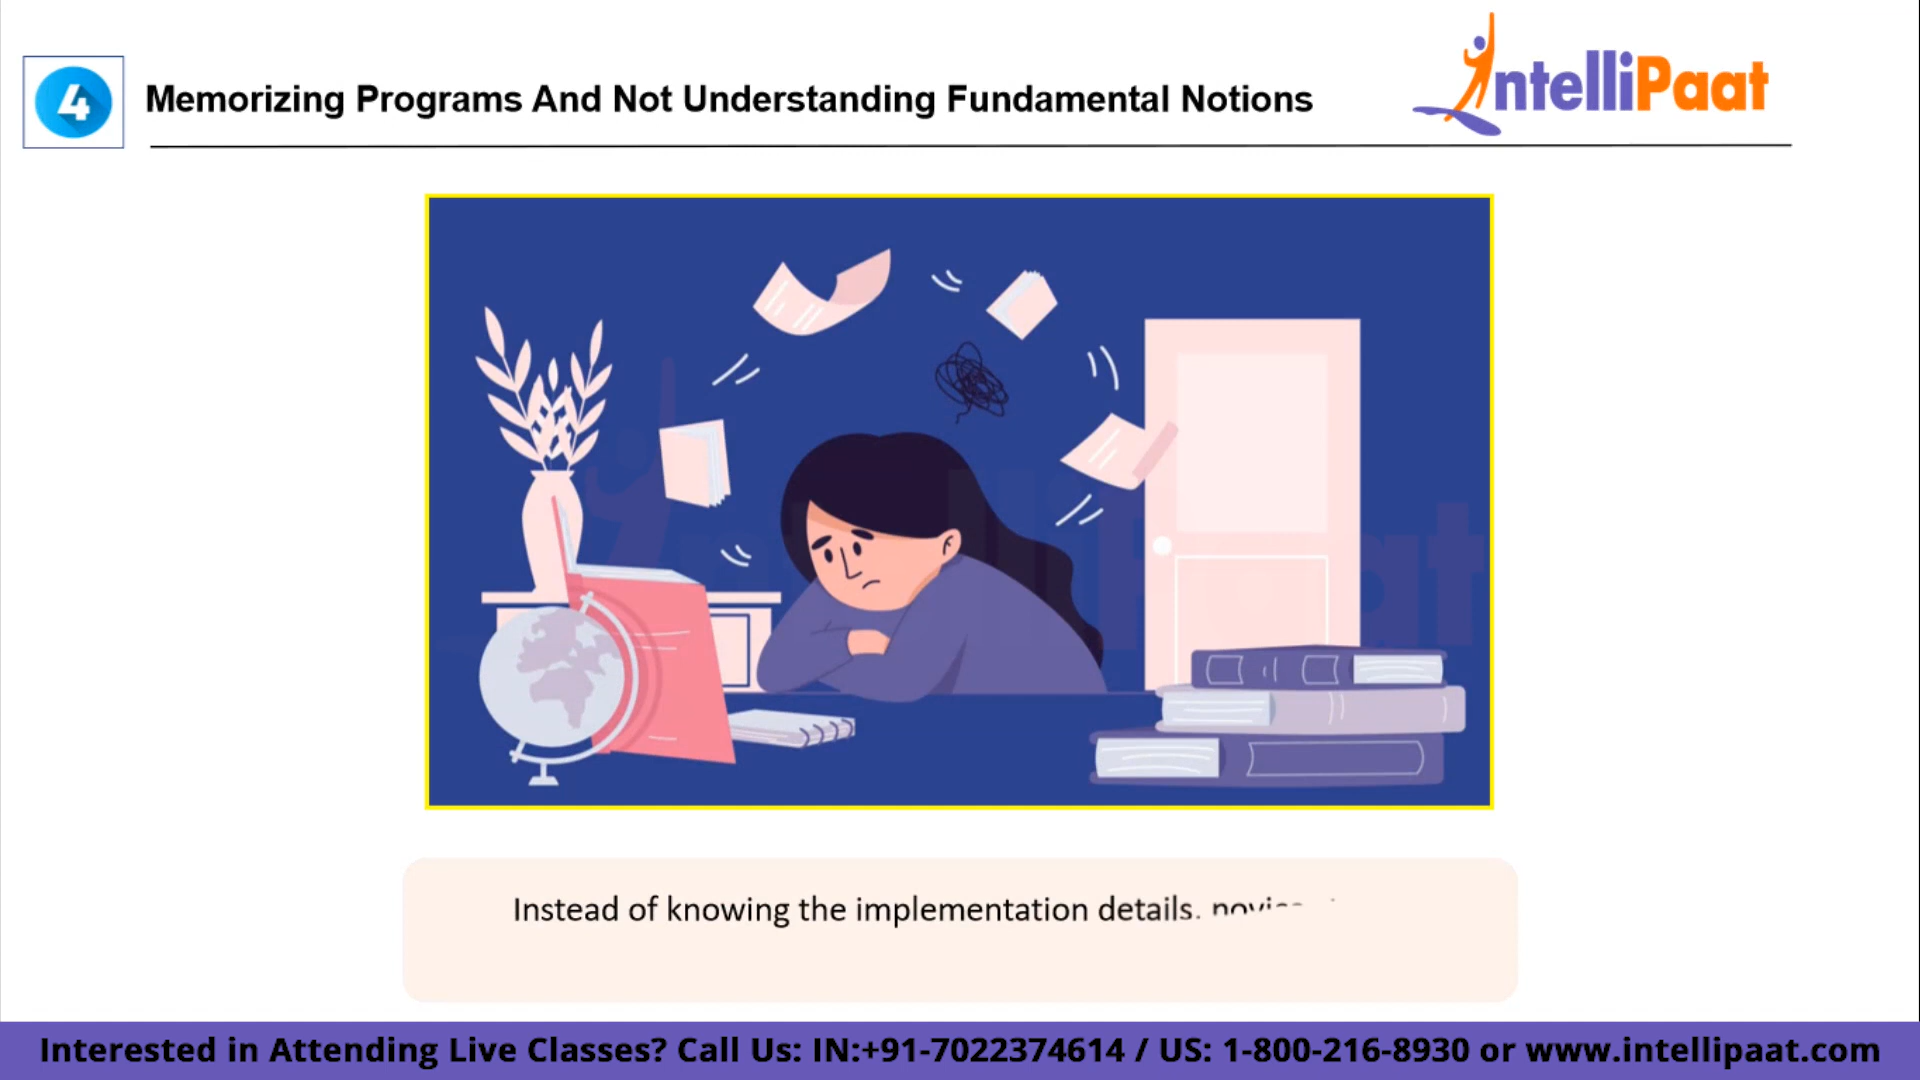 4
Memorizing Programs And Not Understanding Fundamental Notions
IntelliPaat
Instead of knowing the implementation details,
Interested in Attending Live Classes? Call Us: IN:+91-7022374614 / US: 1-800-216-8930 or www.intellipaat.com